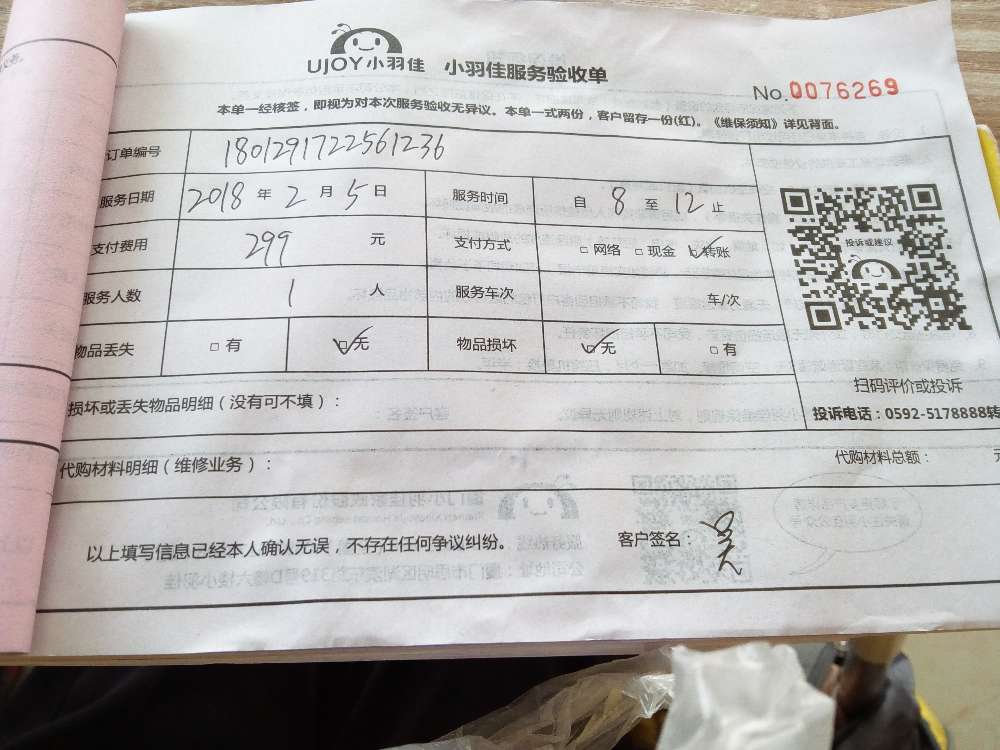 UJOY小羽佳 小羽佳服务验收单
No.0076269
本单一经核签，即视为对本次服务验收无异议。本单一式两份，客户留存一份(红)。《维保须知》详见背面。
订单编号 1801291722561236
服务日期 2018 年 2 月 5 日 服务时间 自 8 至 12 止
支付费用 299 元 支付方式 □ 网络 □ 现金 ☑ 转账
服务人数 1 人 服务车次 车/次
物品丢失 □ 有 ☑ 无 物品损坏 ☑ 无 □ 有
投诉或建议
扫码评价或投诉
投诉电话：0592-5178888转
损坏或丢失物品明细（没有可不填）：
代购材料明细（维修业务）： 代购材料总额： 元
以上填写信息已经本人确认无误，不存在任何争议纠纷。 客户签名：